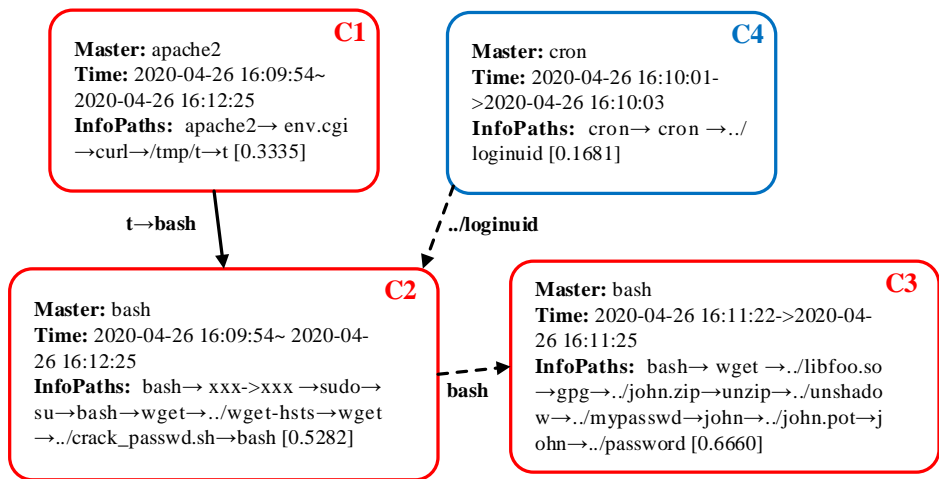 C1
Master: apache2
Time: 2020-04-26 16:09:54~
2020-04-26 16:12:25
InfoPaths: apache2→ env.cgi
→curl→/tmp/t→t [0.3335]
C4
Master: cron
Time: 2020-04-26 16:10:01-
>2020-04-26 16:10:03
InfoPaths: cron→ cron →../
loginuid [0.1681]
t→bash
../loginuid
C2
Master: bash
Time: 2020-04-26 16:09:54~ 2020-04-
26 16:12:25
InfoPaths: bash→ xxx->xxx →sudo→
su→bash→wget→../wget-hsts→wget
→../crack_passwd.sh→bash [0.5282]
bash
C3
Master: bash
Time: 2020-04-26 16:11:22->2020-04-
26 16:11:25
InfoPaths: bash→ wget →../libfoo.so
→gpg→../john.zip→unzip→../unshado
w→../mypasswd→john→../john.pot→j
ohn→../password [0.6660]